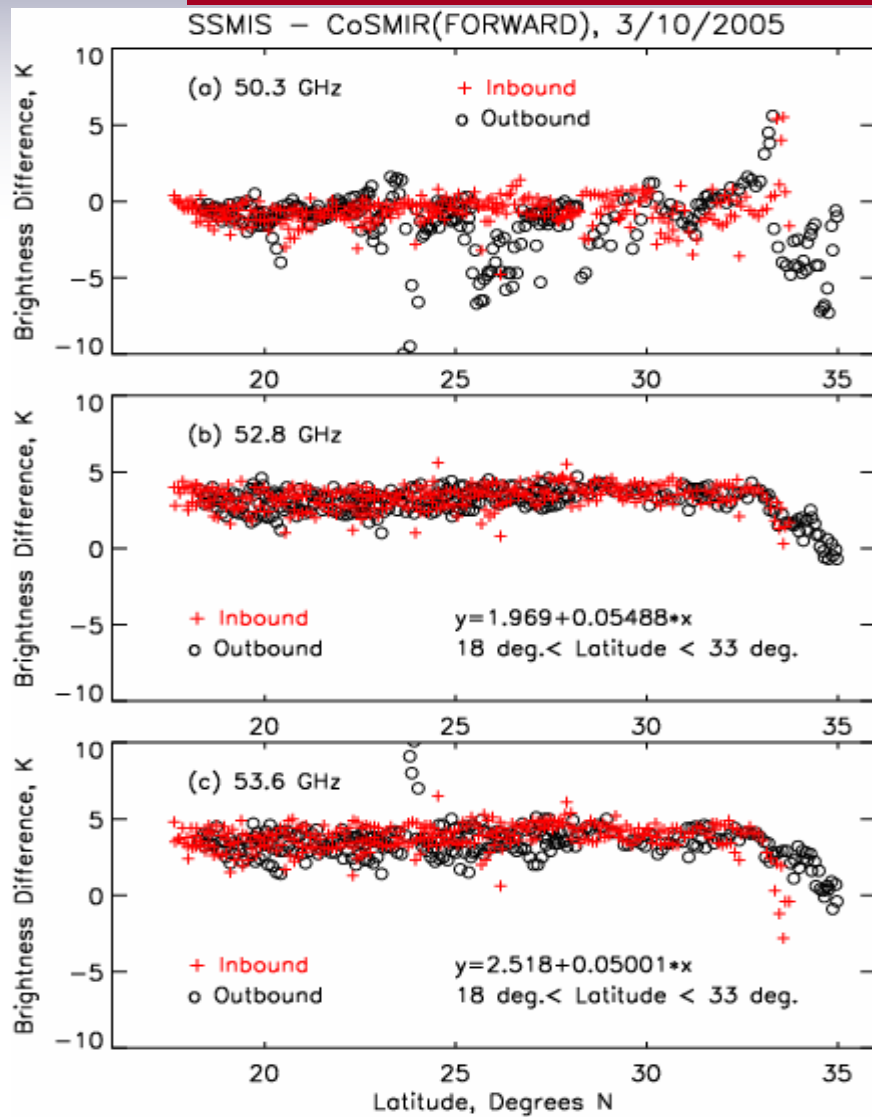 SSMIS - CoSMIR(FORWARD), 3/10/2005
10
5
0
-5
-10
Brightness Difference, K
(a) 50.3 GHz
+ Inbound
o Outbound
20 25 30 35
10
5
0
-5
-10
Brightness Difference, K
(b) 52.8 GHz
+ Inbound y=1.969+0.05488*x
o Outbound 18 deg.< Latitude < 33 deg.
20 25 30 35
10
5
0
-5
-10
Brightness Difference, K
(c) 53.6 GHz
+ Inbound y=2.518+0.05001*x
o Outbound 18 deg.< Latitude < 33 deg.
20 25 30 35
Latitude, Degrees N